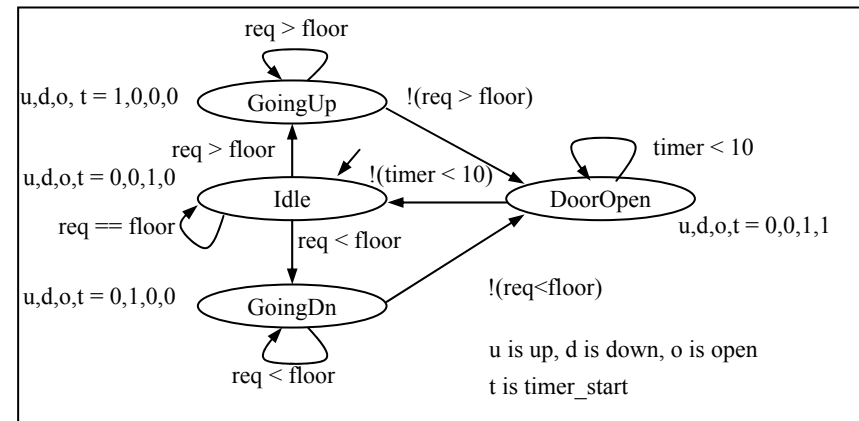 req > floor
u,d,o, t = 1,0,0,0
GoingUp
!(req > floor)
req > floor
timer < 10
u,d,o,t = 0,0,1,0
!(timer < 10)
Idle
DoorOpen
req == floor
u,d,o,t = 0,0,1,1
req < floor
u,d,o,t = 0,1,0,0
GoingDn
!(req<floor)
req < floor
u is up, d is down, o is open
t is timer_start